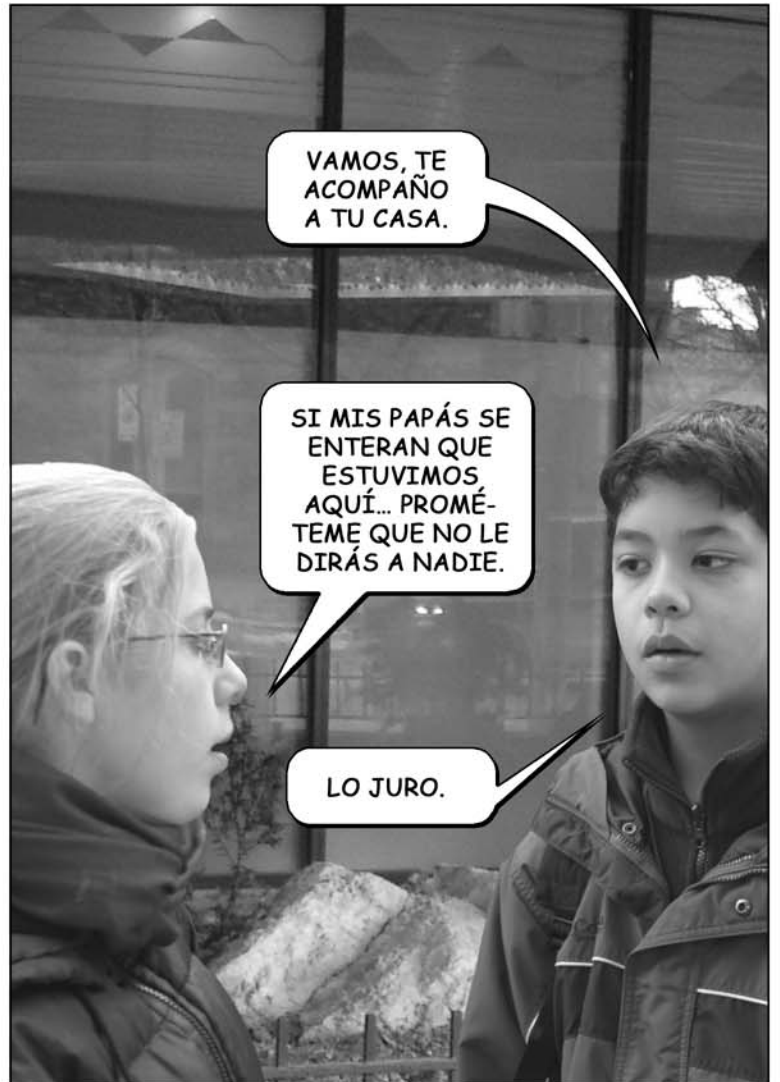 VAMOS, TE
ACOMPAÑO
A TU CASA.
SI MIS PAPÁS SE
ENTERAN QUE
ESTUVIMOS
AQUÍ... PROMÉ-
TEME QUE NO LE
DIRÁS A NADIE.
LO JURO.